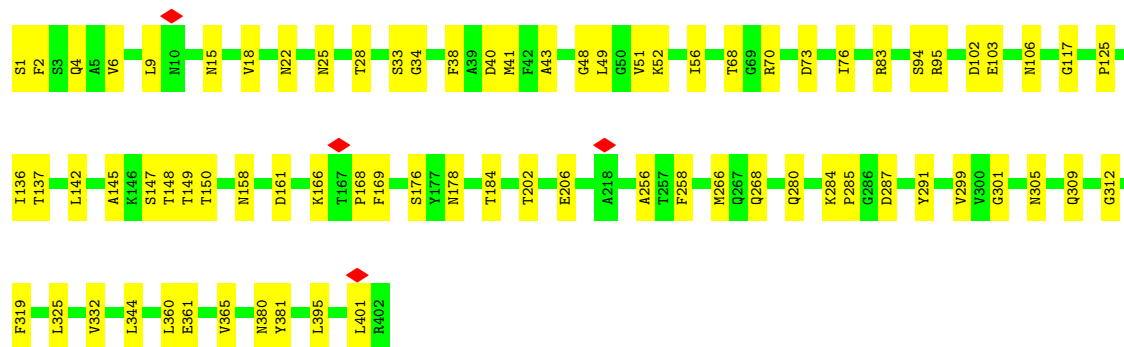 S1 F2 S3 Q4 A5 V6 L9 N10 N15 V18 N22 N25 T28 S33 G34 F38 A39 D40 M41 F42 A43 G48 L49 G50 V51 K52 I56 T68 G69 R70 D73 I76 R83 S94 R95 D102 E103 N106 G117 P125
I136 T137 L142 A145 K146 S147 T148 T149 T150 N158 D161 K166 T167 P168 F169 S176 Y177 N178 T184 T202 E206 A218 A256 T257 F258 M266 Q267 Q268 Q280 K284 P285 G286 D287 Y291 V299 V300 G301 N305 Q309 G312
F319 L325 V332 L344 L360 E361 V365 N380 Y381 L395 L401 R402